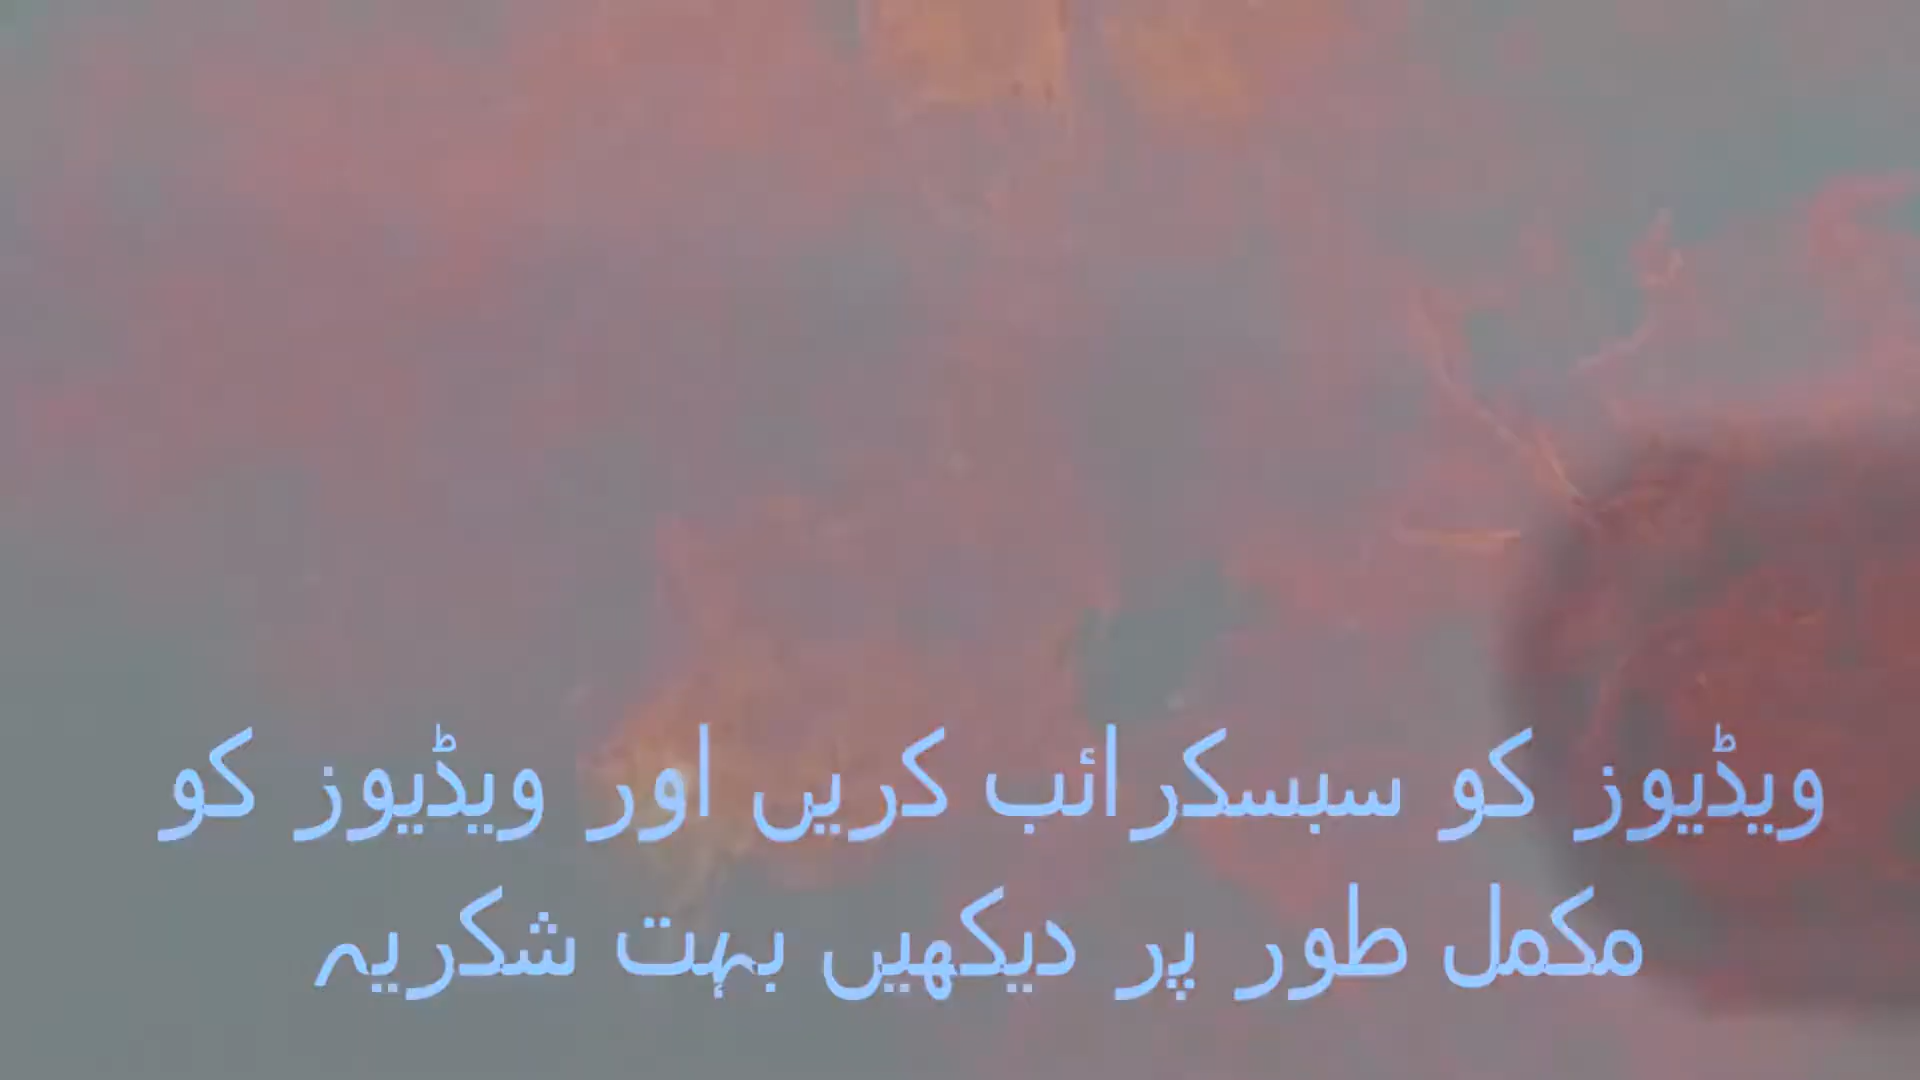 ویڈیوز کو سبسکرائب کریں اور ویڈیوز کو
مکمل طور پر دیکھیں بہت شکریہ